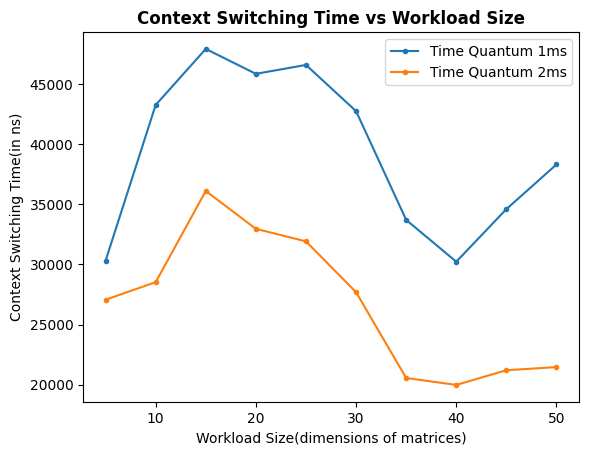 Context Switching Time vs Workload Size
Time Quantum 1ms
Time Quantum 2ms
Context Switching Time(in ns)
45000
40000
35000
30000
25000
20000
10
20
30
40
50
Workload Size(dimensions of matrices)